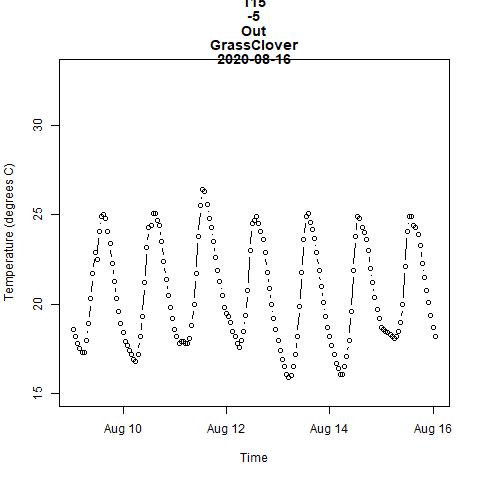 T15
-5
Out
GrassClover
2020-08-16
30
25
20
15
Temperature (degrees C)
Aug 10 Aug 12 Aug 14 Aug 16
Time